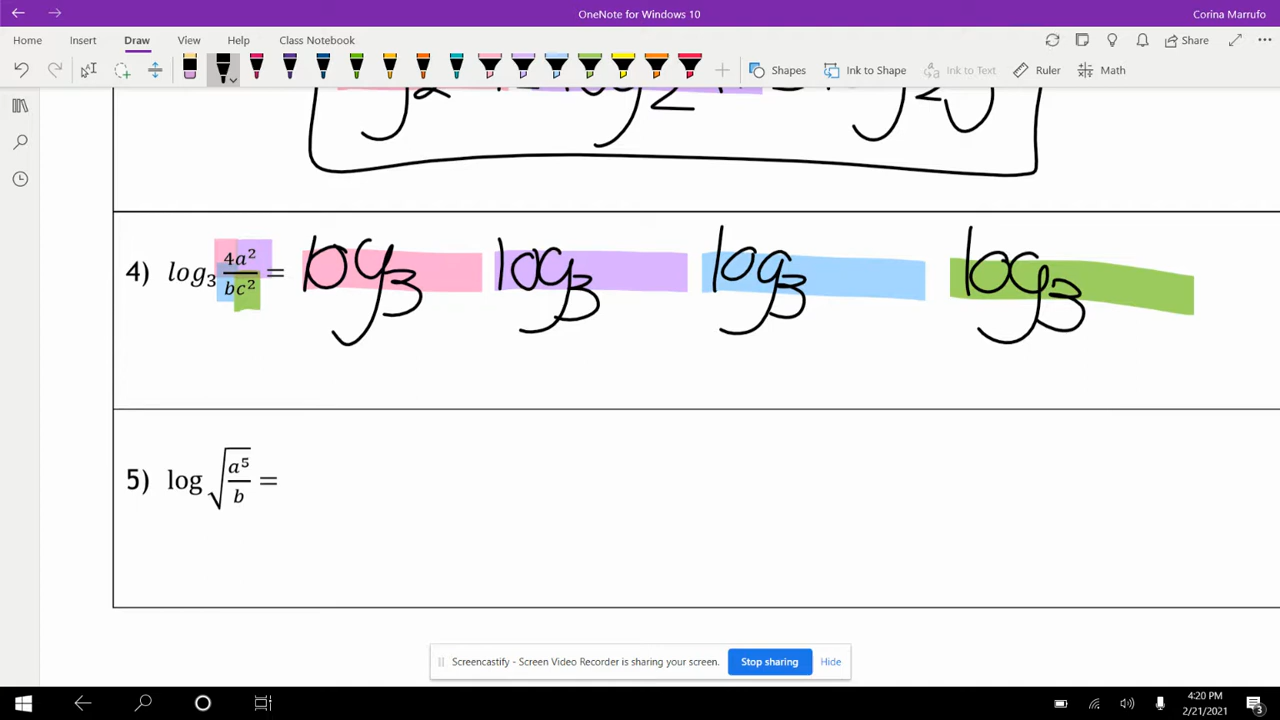 OneNote for Windows 10
Corina Marrufo
Home Insert Draw View Help Class Notebook
Share
Shapes Ink to Shape Ink to Text Ruler Math
4) log₃ 4a²/bc² = log₃ log₃ log₃ log₃
5) log √(a⁵/b) =
Screencastify - Screen Video Recorder is sharing your screen. Stop sharing Hide
4:20 PM
2/21/2021
3